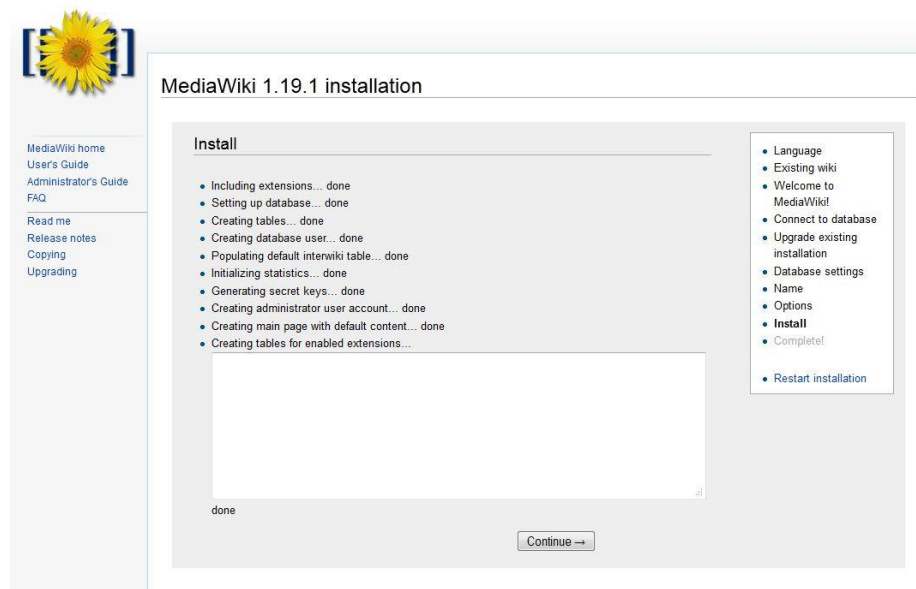 MediaWiki 1.19.1 installation
MediaWiki home
User's Guide
Administrator's Guide
FAQ
Read me
Release notes
Copying
Upgrading
Install
Including extensions... done
Setting up database... done
Creating tables... done
Creating database user... done
Populating default interwiki table... done
Initializing statistics... done
Generating secret keys... done
Creating administrator user account... done
Creating main page with default content... done
Creating tables for enabled extensions...
done
Continue →
Language
Existing wiki
Welcome to
MediaWiki!
Connect to database
Upgrade existing
installation
Database settings
Name
Options
Install
Complete!
Restart installation